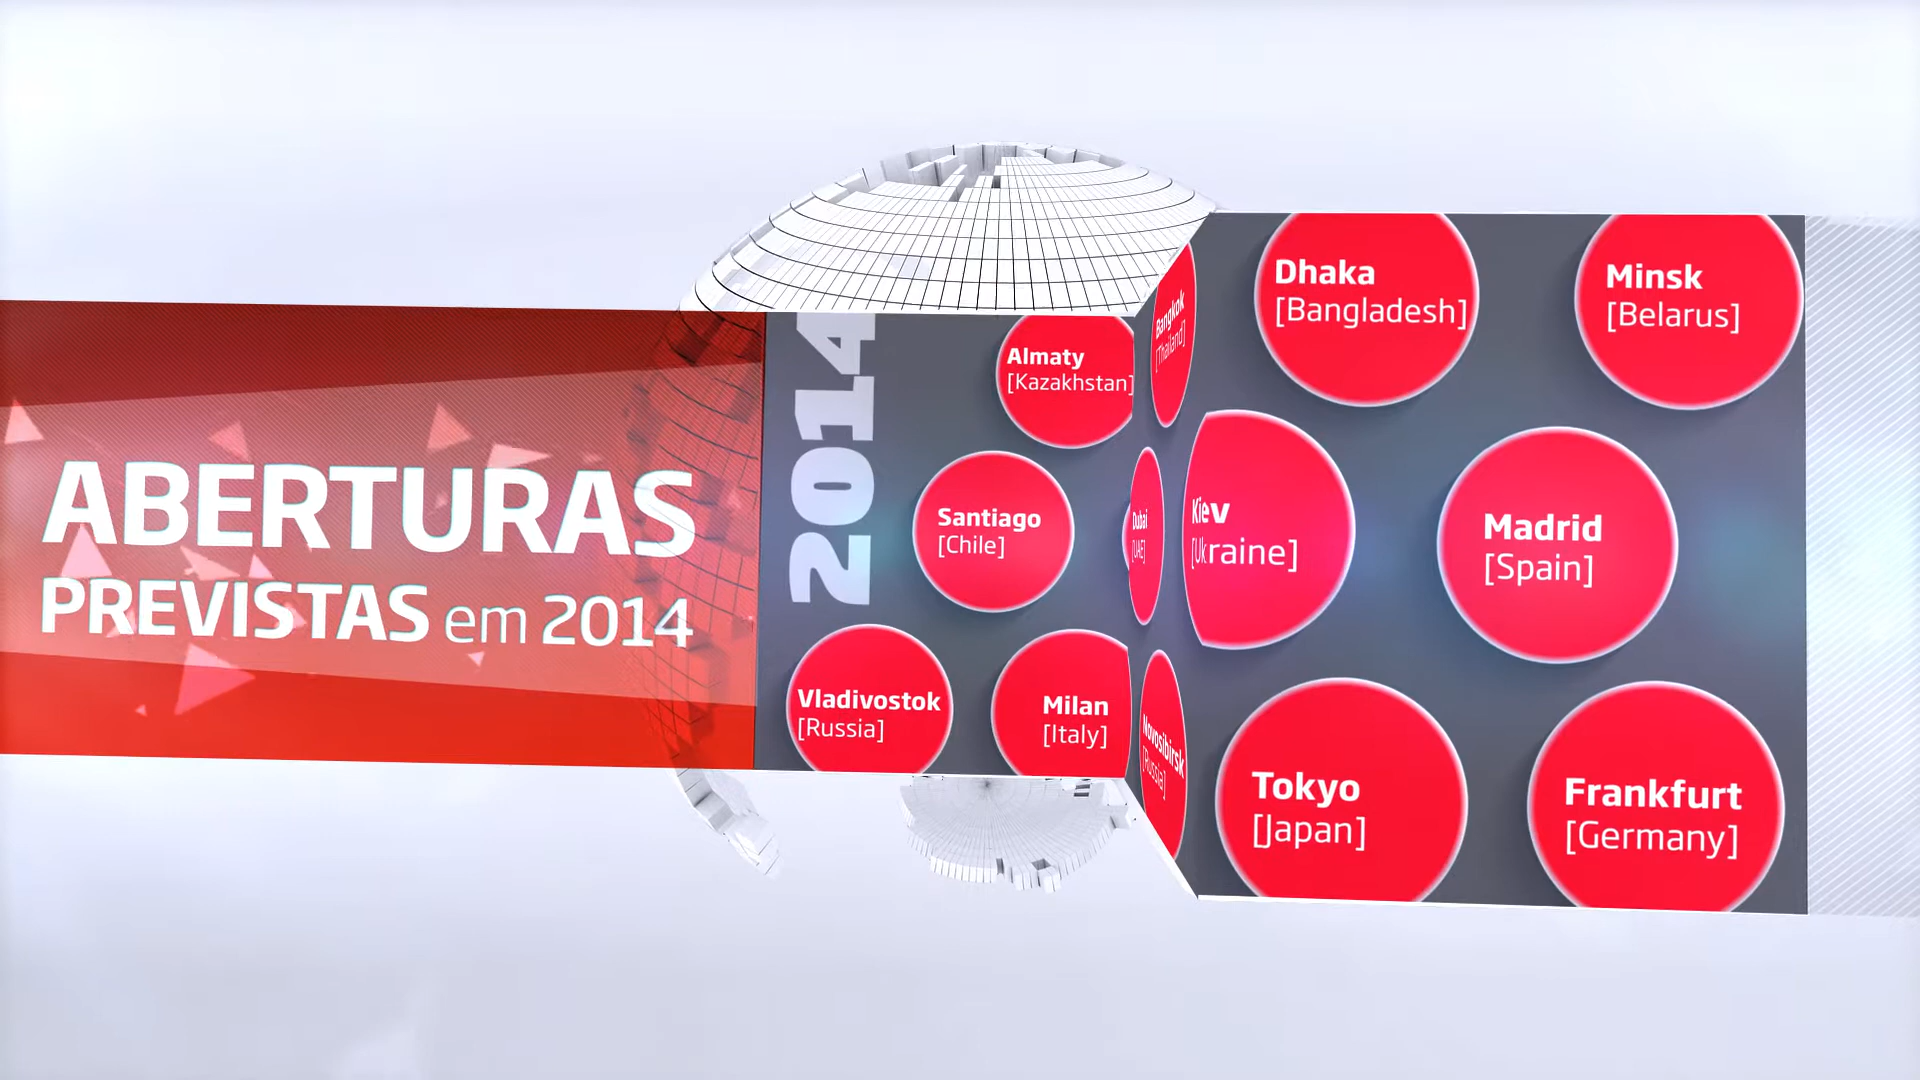 ABERTURAS
PREVISTAS em 2014
2014
Almaty
[Kazakhstan]
Santiago
[Chile]
Vladivostok
[Russia]
Milan
[Italy]
Bangkok
[Thailand]
Dubai
[UAE]
Novosibirsk
[Russia]
Dhaka
[Bangladesh]
Minsk
[Belarus]
Kiev
[Ukraine]
Madrid
[Spain]
Tokyo
[Japan]
Frankfurt
[Germany]